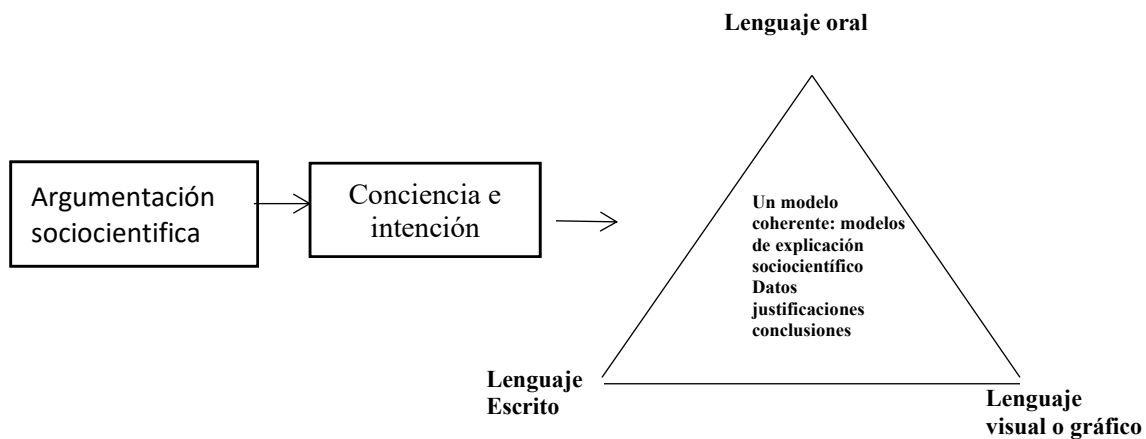 Lenguaje oral
Argumentación
sociocientifica
Conciencia e
intención
Un modelo
coherente: modelos
de explicación
sociocientífico
Datos
justificaciones
conclusiones
Lenguaje
Escrito
Lenguaje
visual o gráfico